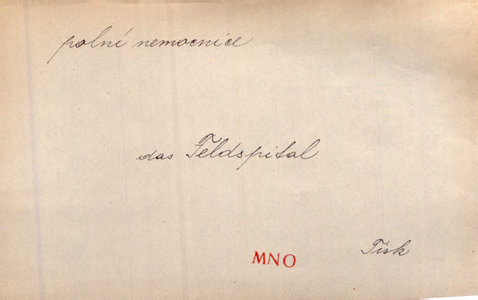 polní nemocnice
das Feldspital
MNO Tisk